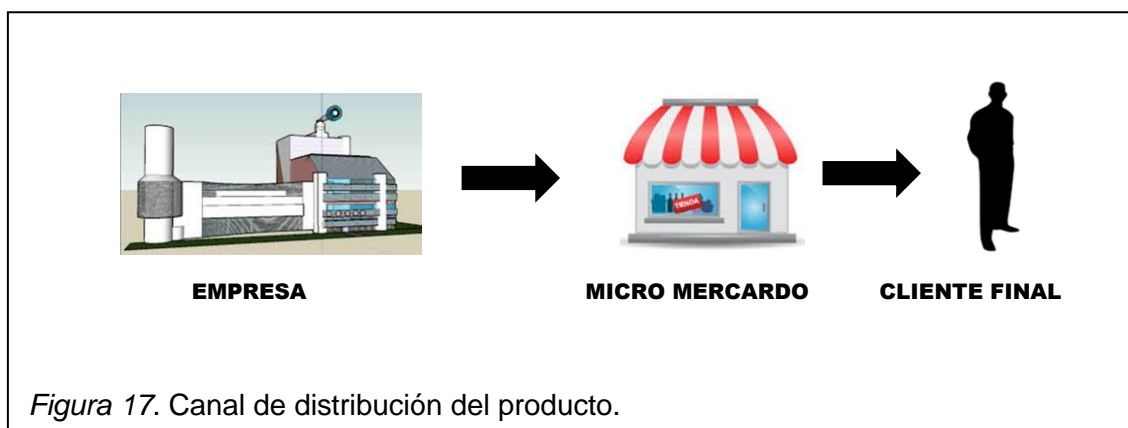 TIENDA
EMPRESA MICRO MERCARDO CLIENTE FINAL
Figura 17. Canal de distribución del producto.